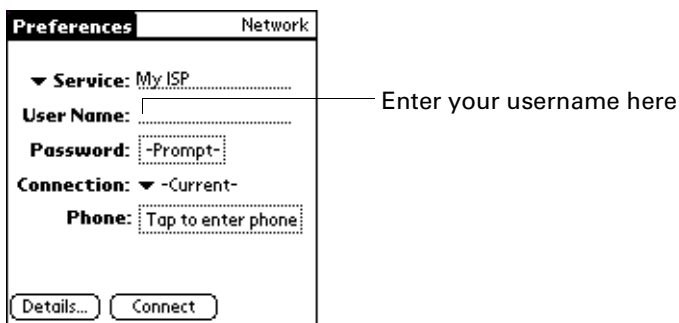 Preferences Network
Service: My ISP
User Name: Enter your username here
Password: -Prompt-
Connection: -Current-
Phone: Tap to enter phone
Details... Connect